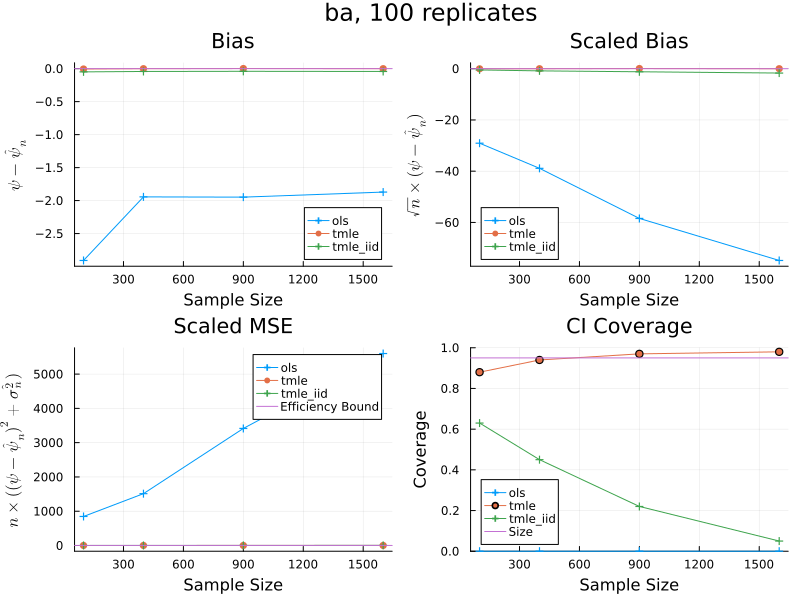 ba, 100 replicates
Bias
0.0
−0.5
−1.0
−1.5
−2.0
−2.5
ψ − ψ̂ₙ
300 600 900 1200 1500
Sample Size
ols
tmle
tmle_iid
Scaled Bias
0
−20
−40
−60
√n × (ψ − ψ̂ₙ)
300 600 900 1200 1500
Sample Size
ols
tmle
tmle_iid
Scaled MSE
5000
4000
3000
2000
1000
0
n × ((ψ − ψ̂ₙ)² + σ̂²ₙ)
300 600 900 1200 1500
Sample Size
ols
tmle
tmle_iid
Efficiency Bound
CI Coverage
1.0
0.8
0.6
0.4
0.2
0.0
Coverage
300 600 900 1200 1500
Sample Size
ols
tmle
tmle_iid
Size